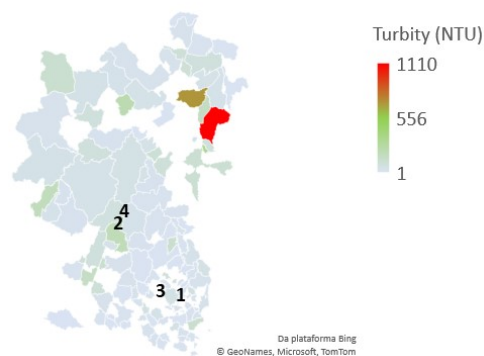 Turbity (NTU)
1110
556
1
4
2
3
1
Da plataforma Bing
© GeoNames, Microsoft, TomTom